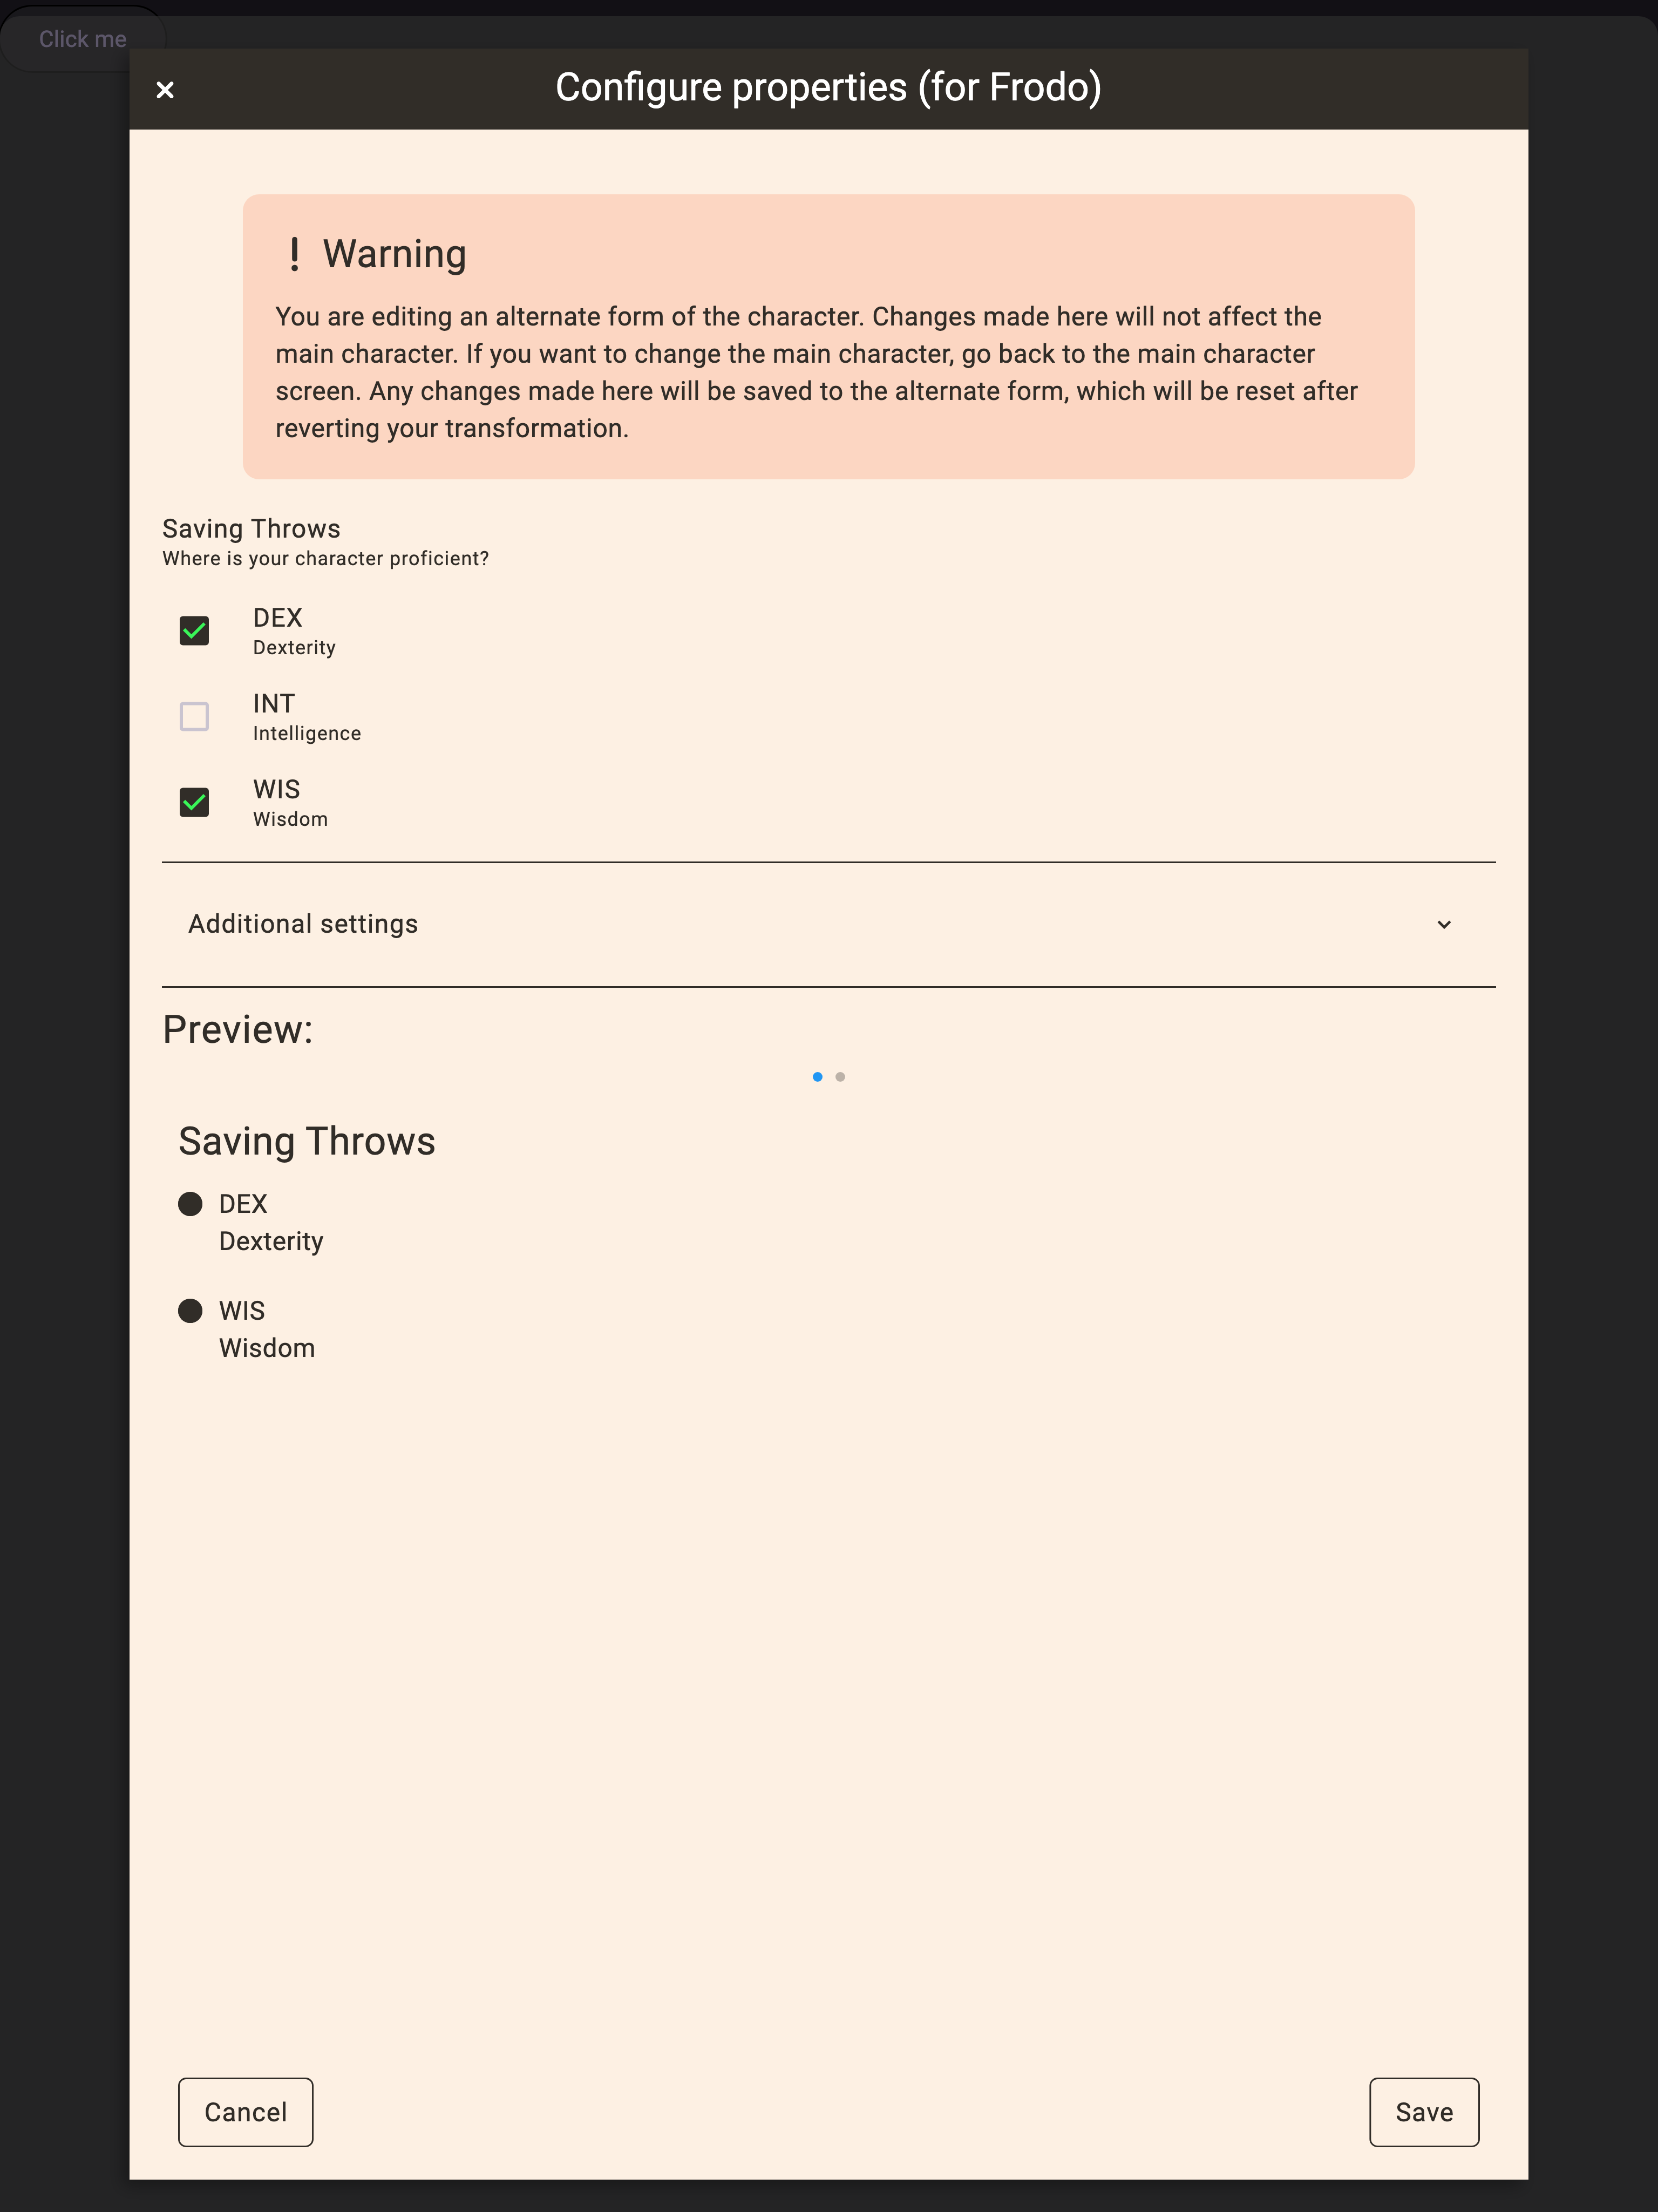 Click me
Configure properties (for Frodo)
Warning
You are editing an alternate form of the character. Changes made here will not affect the
main character. If you want to change the main character, go back to the main character
screen. Any changes made here will be saved to the alternate form, which will be reset after
reverting your transformation.
Saving Throws
Where is your character proficient?
DEX
Dexterity
INT
Intelligence
WIS
Wisdom
Additional settings
Preview:
Saving Throws
DEX
Dexterity
WIS
Wisdom
Cancel
Save